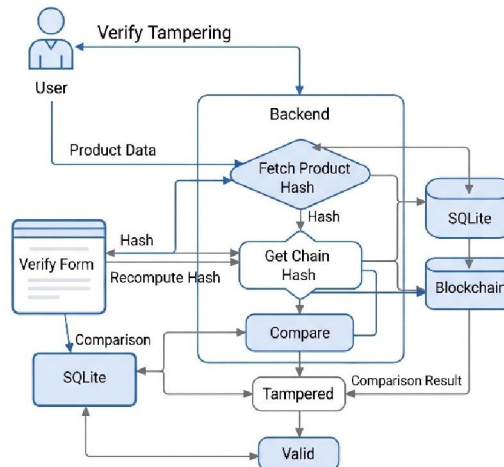 Verify Tampering
User
Backend
Product Data
Fetch Product
Hash
Hash
SQLite
Verify Form
Hash
Recompute Hash
Get Chain
Hash
Blockchain
Comparison
Compare
SQLite
Tarmpered
Comparison Result
Valid